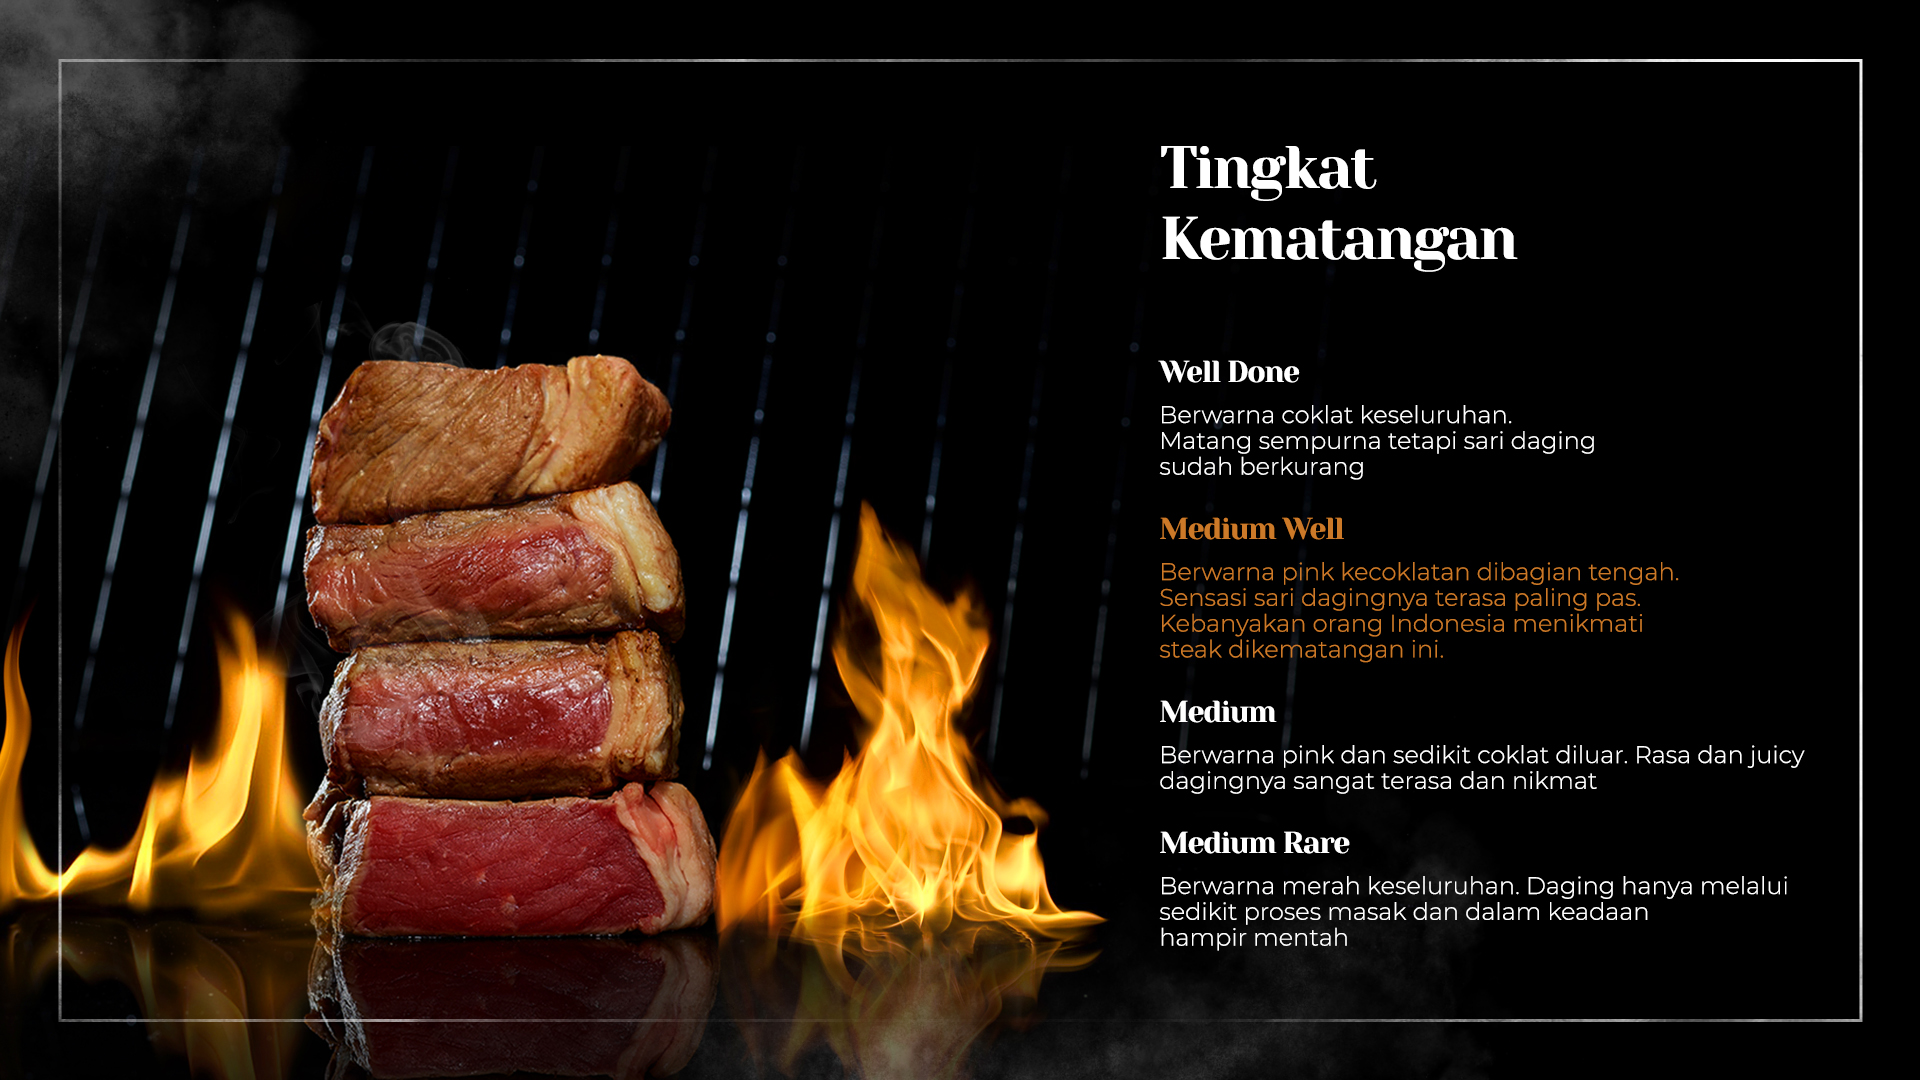 Tingkat
Kematangan
Well Done
Berwarna coklat keseluruhan.
Matang sempurna tetapi sari daging
sudah berkurang
Medium Well
Berwarna pink kecoklatan dibagian tengah.
Sensasi sari dagingnya terasa paling pas.
Kebanyakan orang Indonesia menikmati
steak dikematangan ini.
Medium
Berwarna pink dan sedikit coklat diluar. Rasa dan juicy
dagingnya sangat terasa dan nikmat
Medium Rare
Berwarna merah keseluruhan. Daging hanya melalui
sedikit proses masak dan dalam keadaan
hampir mentah